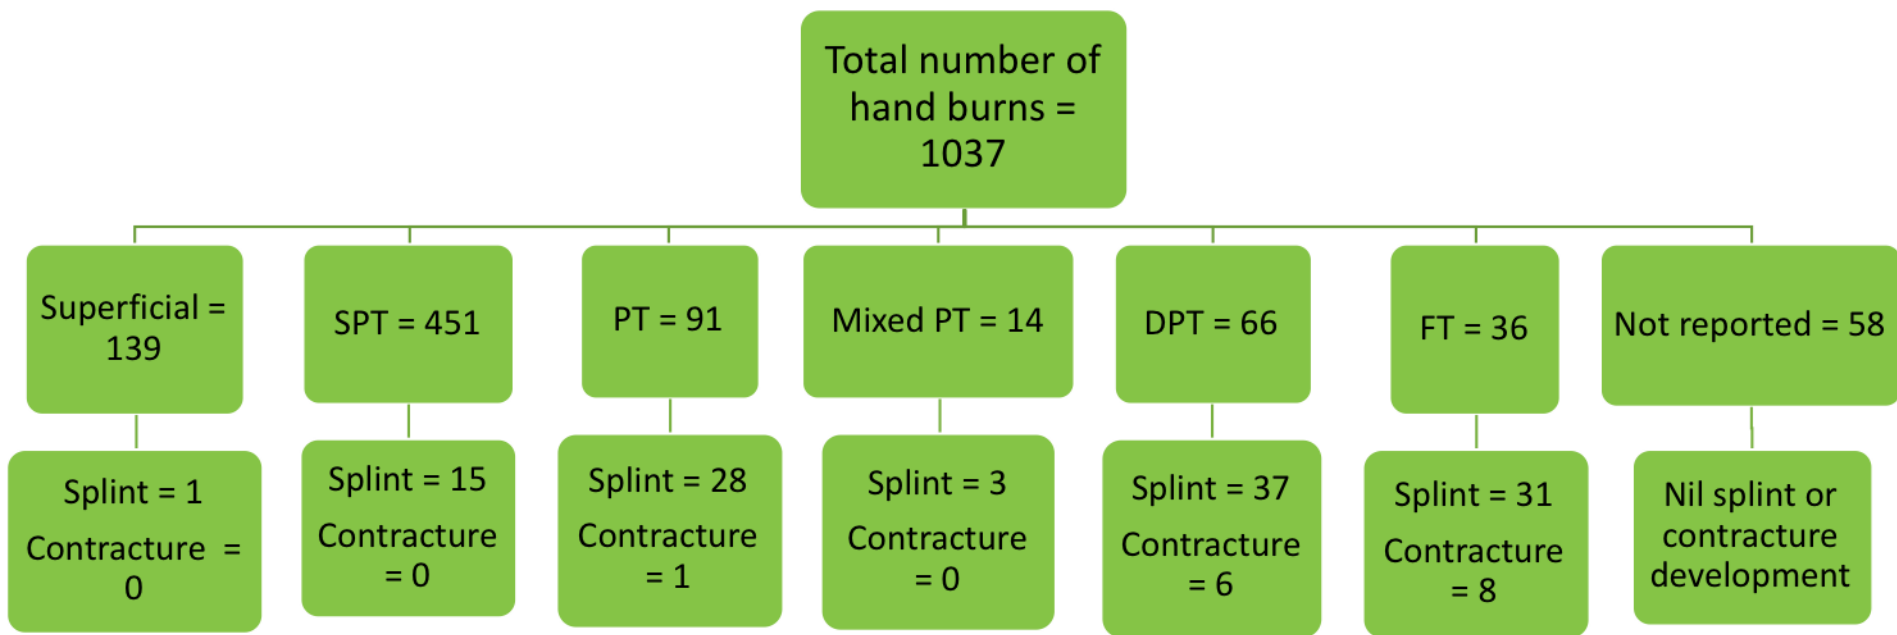 Total number of
hand burns =
1037
Superficial =
139
SPT = 451
PT = 91
Mixed PT = 14
DPT = 66
FT = 36
Not reported = 58
Splint = 1
Contracture =
0
Splint = 15
Contracture
= 0
Splint = 28
Contracture
= 1
Splint = 3
Contracture
= 0
Splint = 37
Contracture
= 6
Splint = 31
Contracture
= 8
Nil splint or
contracture
development